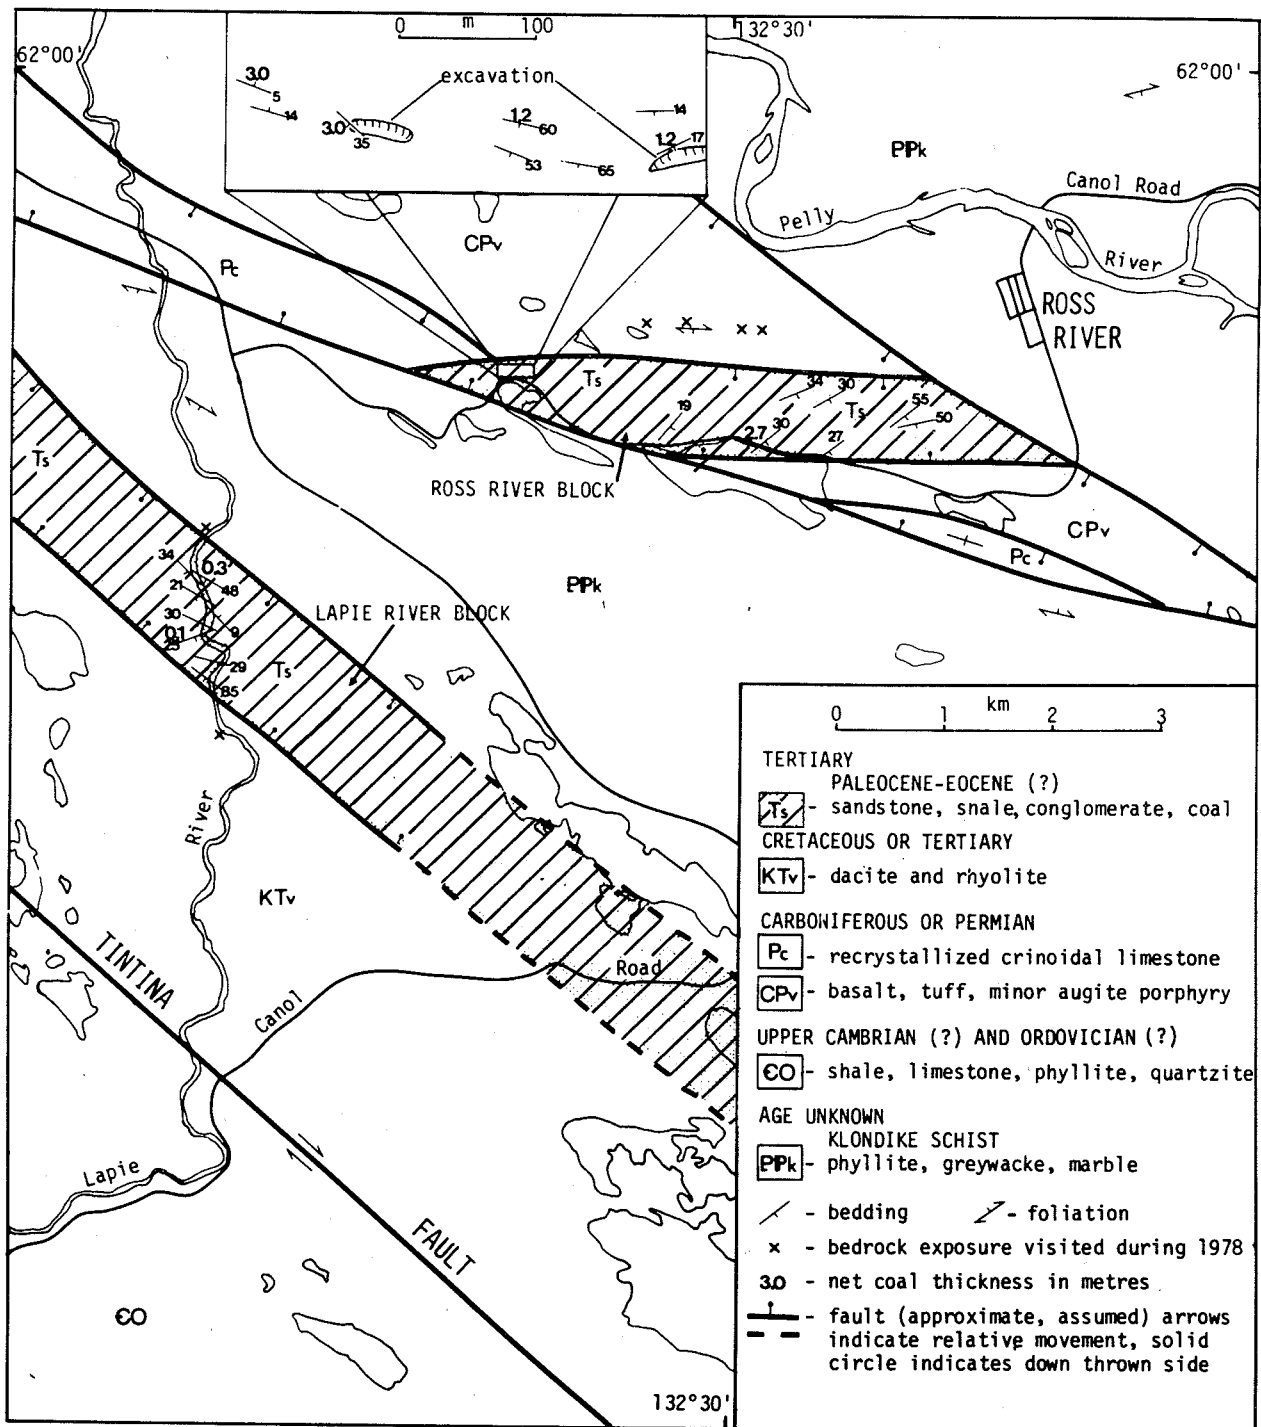 0 m 100
62°00'
132°30'
62°00'
3.0
5
14
excavation
3.0
35
1.2
60
53
65
14
1.2
17
PPk
Canol Road
Pelly
River
CPv
Pc
ROSS
RIVER
Ts
34
30
55
Ts
50
19
30
2.7
27
ROSS RIVER BLOCK
CPv
Pc
Ts
34
0.3
21
48
30
0.1
9
25
29
85
Ts
LAPIE RIVER BLOCK
PPk
River
KTv
TINTINA
Canol
Road
Lapie
FAULT
ЄO
132°30'
0 1 km 2 3
TERTIARY
PALEOCENE-EOCENE (?)
Ts - sandstone, snale, conglomerate, coal
CRETACEOUS OR TERTIARY
KTv - dacite and rhyolite
CARBONIFEROUS OR PERMIAN
Pc - recrystallized crinoidal limestone
CPv - basalt, tuff, minor augite porphyry
UPPER CAMBRIAN (?) AND ORDOVICIAN (?)
ЄO - shale, limestone, phyllite, quartzite
AGE UNKNOWN
KLONDIKE SCHIST
PPk - phyllite, greywacke, marble
- bedding - foliation
x - bedrock exposure visited during 1978
3.0 - net coal thickness in metres
- fault (approximate, assumed) arrows
indicate relative movement, solid
circle indicates down thrown side